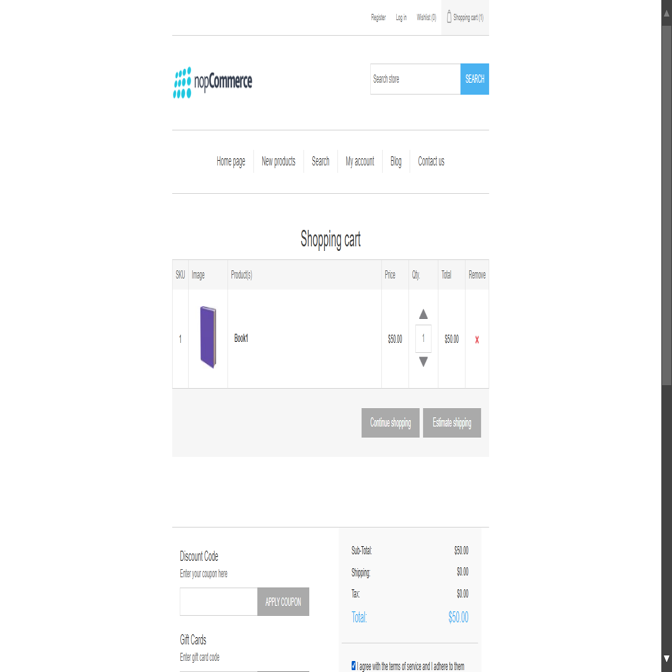 Register Log in Wishlist (0) Shopping cart (1)
nopCommerce
Search store SEARCH
Home page New products Search My account Blog Contact us
Shopping cart
SKU Image Product(s) Price Qty. Total Remove
1 Book1 $50.00 1 $50.00 x
Continue shopping Estimate shipping
Discount Code
Enter your coupon here
APPLY COUPON
Gift Cards
Enter gift card code
Sub-Total: $50.00
Shipping: $0.00
Tax: $0.00
Total: $50.00
I agree with the terms of service and I adhere to them